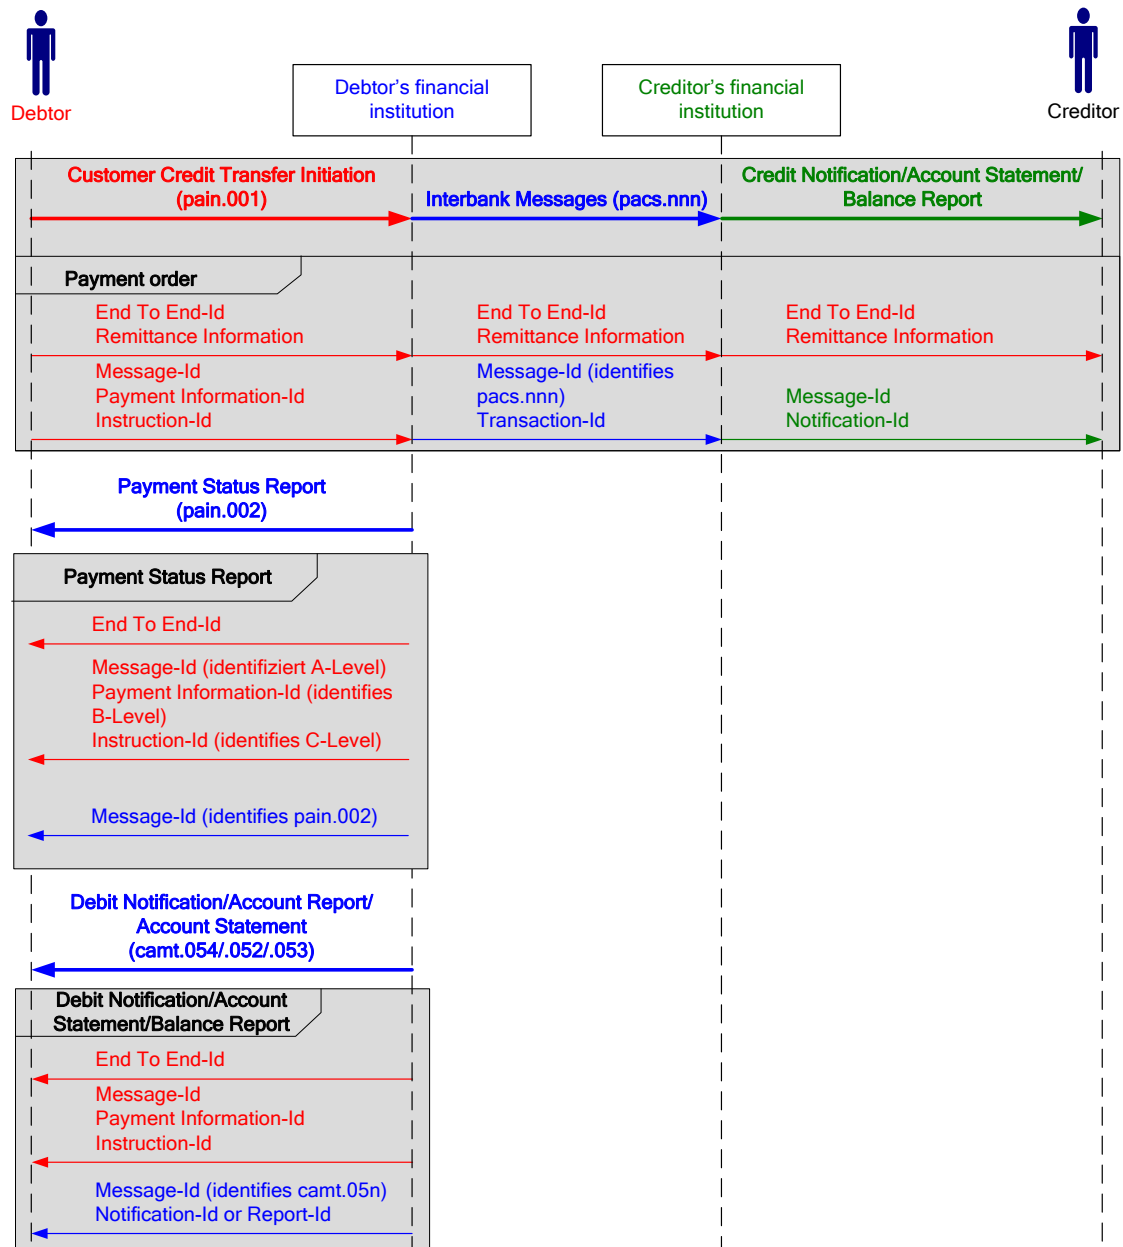 Debtor
Debtor's financial
institution
Creditor's financial
institution
Creditor
Customer Credit Transfer Initiation
(pain.001)
Interbank Messages (pacs.nnn)
Credit Notification/Account Statement/
Balance Report
Payment order
End To End-Id
Remittance Information
End To End-Id
Remittance Information
End To End-Id
Remittance Information
Message-Id
Payment Information-Id
Instruction-Id
Message-Id (identifies
pacs.nnn)
Transaction-Id
Message-Id
Notification-Id
Payment Status Report
(pain.002)
Payment Status Report
End To End-Id
Message-Id (identifiziert A-Level)
Payment Information-Id (identifies
B-Level)
Instruction-Id (identifies C-Level)
Message-Id (identifies pain.002)
Debit Notification/Account Report/
Account Statement
(camt.054/.052/.053)
Debit Notification/Account
Statement/Balance Report
End To End-Id
Message-Id
Payment Information-Id
Instruction-Id
Message-Id (identifies camt.05n)
Notification-Id or Report-Id